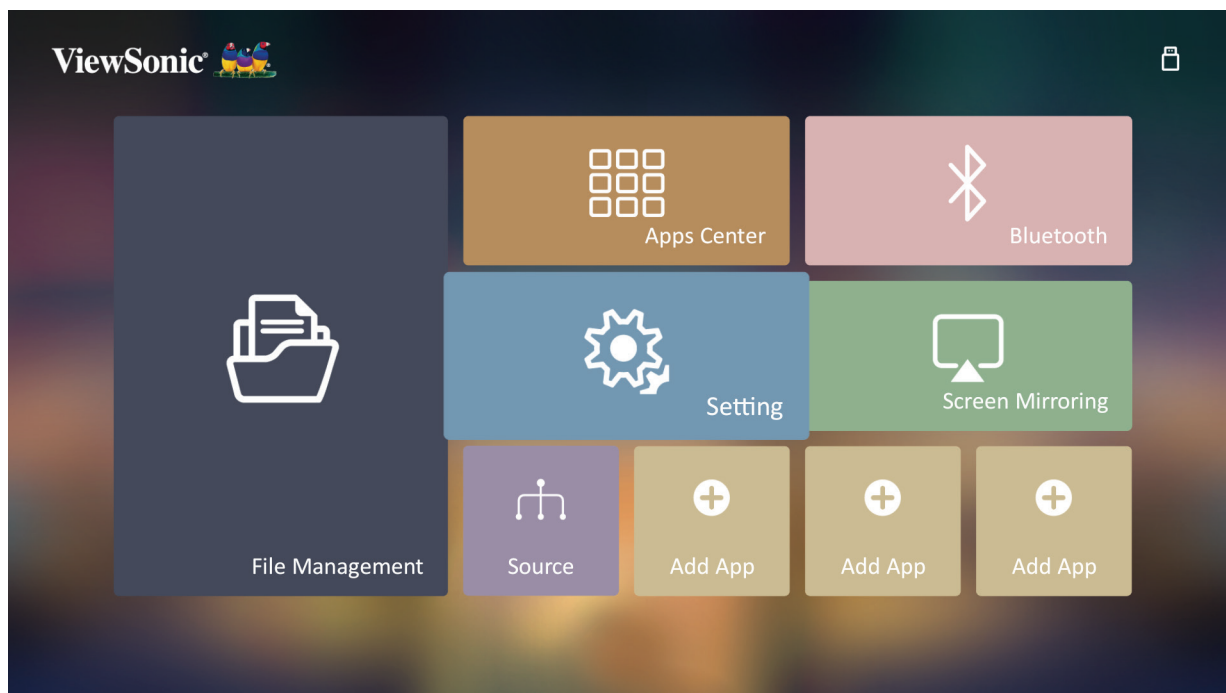 ViewSonic®
Apps Center
Bluetooth
Setting
Screen Mirroring
File Management
Source
Add App
Add App
Add App